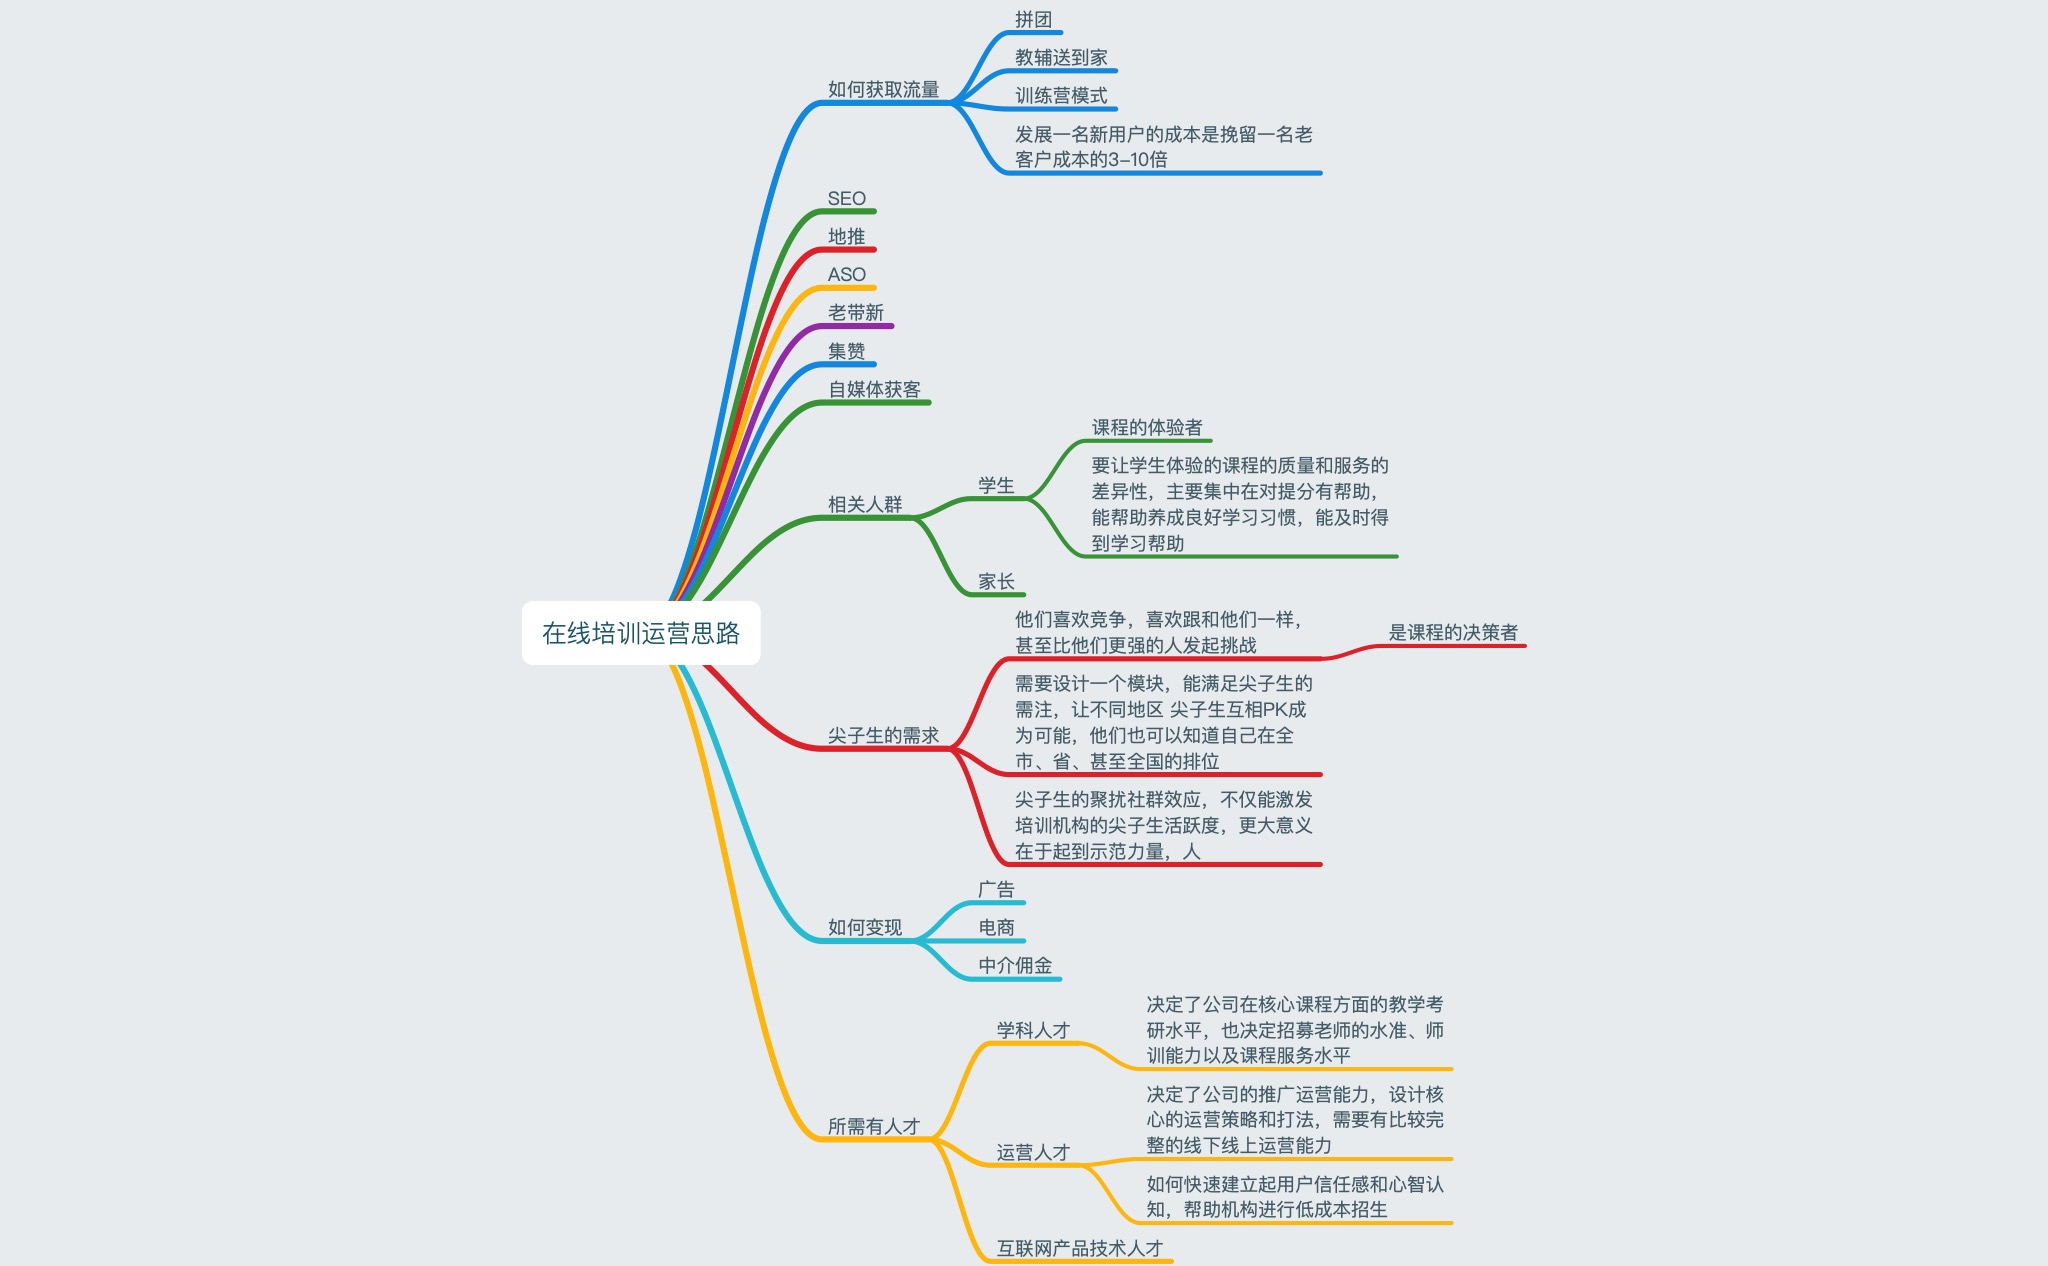 拼团
教辅送到家
如何获取流量
训练营模式
发展一名新用户的成本是挽留一名老
客户成本的3-10倍
SEO
地推
ASO
老带新
集赞
自媒体获客
课程的体验者
要让学生体验的课程的质量和服务的
差异性，主要集中在对提分有帮助，
能帮助养成良好学习习惯，能及时得
到学习帮助
学生
相关人群
家长
在线培训运营思路
他们喜欢竞争，喜欢跟和他们一样，
甚至比他们更强的人发起挑战
是课程的决策者
需要设计一个模块，能满足尖子生的
需注，让不同地区 尖子生互相PK成
为可能，他们也可以知道自己在全
市、省、甚至全国的排位
尖子生的需求
尖子生的聚扰社群效应，不仅能激发
培训机构的尖子生活跃度，更大意义
在于起到示范力量，人
广告
如何变现
电商
中介佣金
决定了公司在核心课程方面的教学考
研水平，也决定招募老师的水准、师
训能力以及课程服务水平
学科人才
决定了公司的推广运营能力，设计核
心的运营策略和打法，需要有比较完
整的线下线上运营能力
所需有人才
运营人才
如何快速建立起用户信任感和心智认
知，帮助机构进行低成本招生
互联网产品技术人才